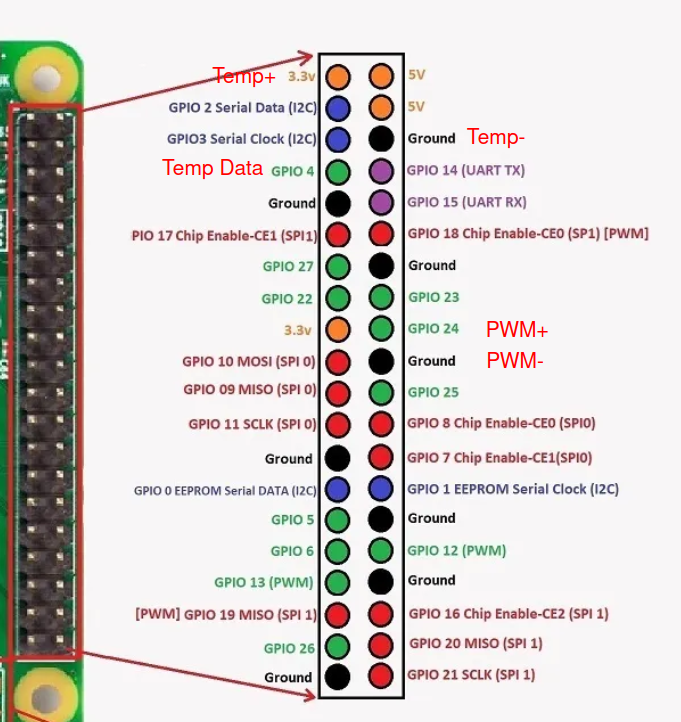 Temp+ 3.3v 5V
GPIO 2 Serial Data (I2C) 5V
GPIO3 Serial Clock (I2C) Ground Temp-
Temp Data GPIO 4 GPIO 14 (UART TX)
Ground GPIO 15 (UART RX)
PIO 17 Chip Enable-CE1 (SPI1) GPIO 18 Chip Enable-CE0 (SP1) [PWM]
GPIO 27 Ground
GPIO 22 GPIO 23
3.3v GPIO 24 PWM+
GPIO 10 MOSI (SPI 0) Ground PWM-
GPIO 09 MISO (SPI 0) GPIO 25
GPIO 11 SCLK (SPI 0) GPIO 8 Chip Enable-CE0 (SPI0)
Ground GPIO 7 Chip Enable-CE1(SPI0)
GPIO 0 EEPROM Serial DATA (I2C) GPIO 1 EEPROM Serial Clock (I2C)
GPIO 5 Ground
GPIO 6 GPIO 12 (PWM)
GPIO 13 (PWM) Ground
[PWM] GPIO 19 MISO (SPI 1) GPIO 16 Chip Enable-CE2 (SPI 1)
GPIO 26 GPIO 20 MISO (SPI 1)
Ground GPIO 21 SCLK (SPI 1)